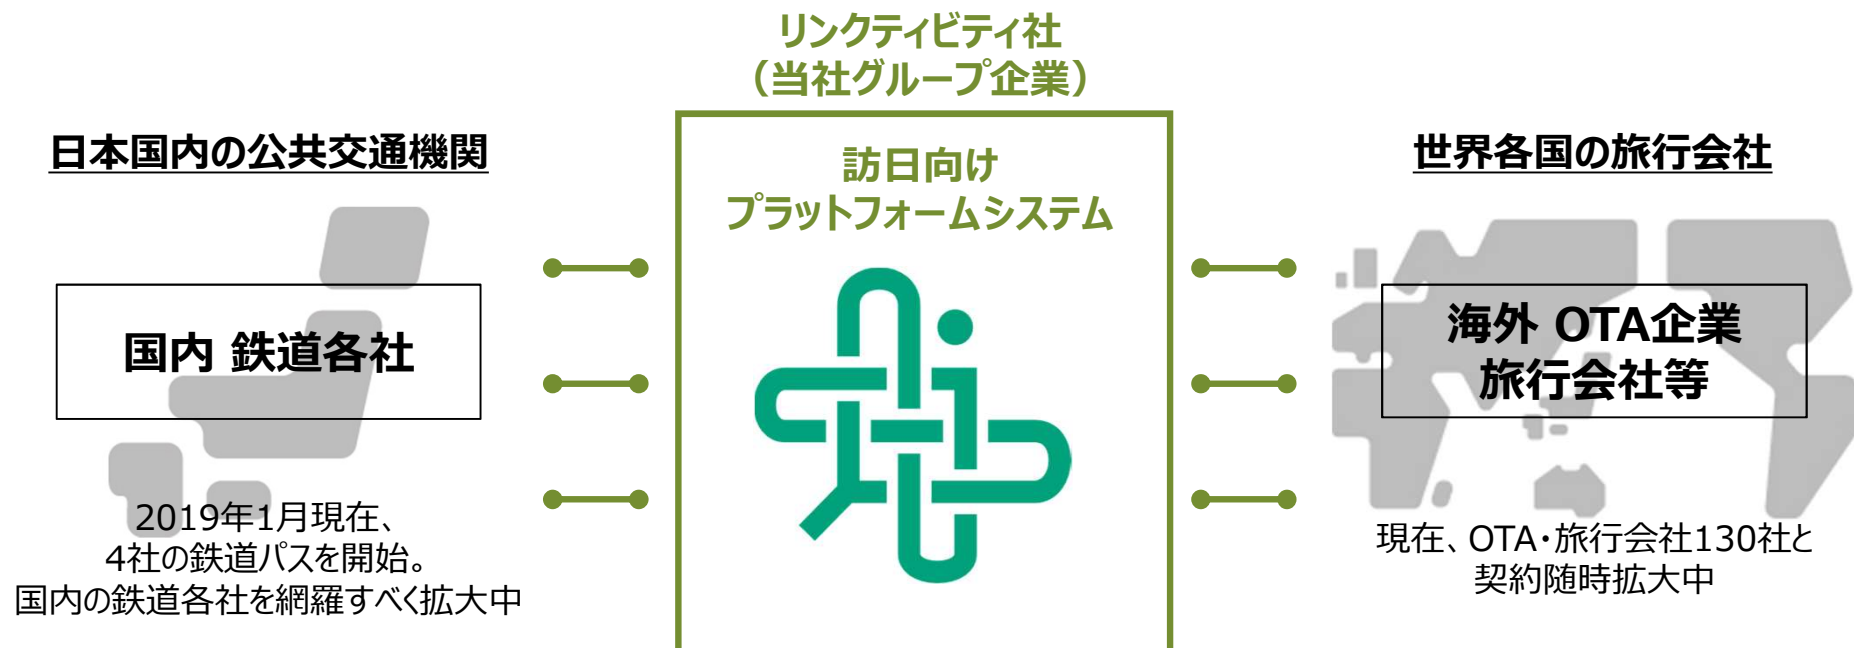 リンクティビティ社
（当社グループ企業）
日本国内の公共交通機関
国内 鉄道各社
2019年1月現在、
4社の鉄道パスを開始。
国内の鉄道各社を網羅すべく拡大中
訪日向け
プラットフォームシステム
世界各国の旅行会社
海外 OTA企業
旅行会社等
現在、OTA・旅行会社130社と
契約随時拡大中